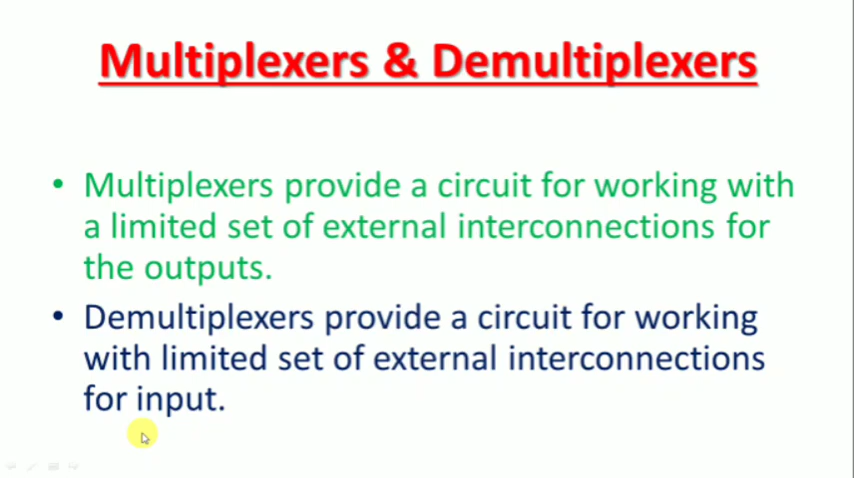 Multiplexers & Demultiplexers
• Multiplexers provide a circuit for working with
a limited set of external interconnections for
the outputs.
• Demultiplexers provide a circuit for working
with limited set of external interconnections
for input.